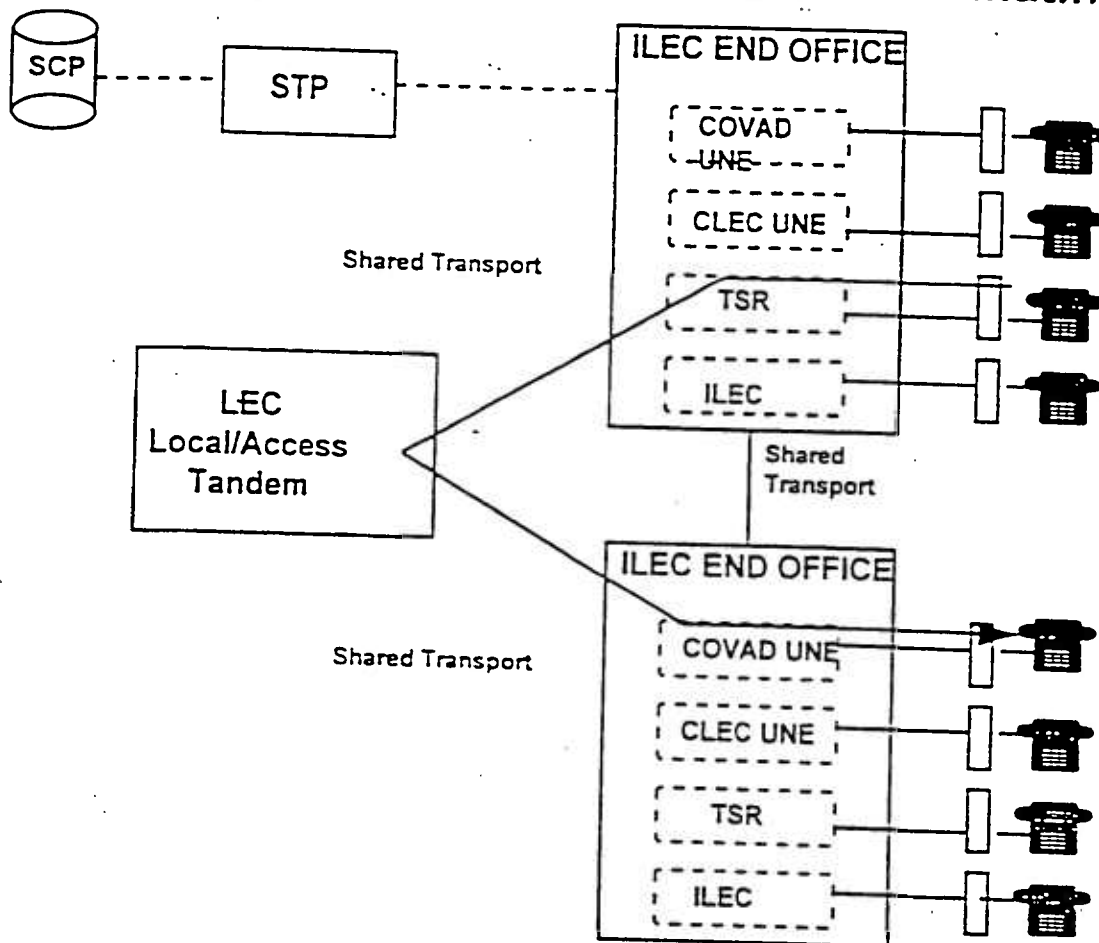 SCP
STP
ILEC END OFFICE
COVAD
UNE
CLEC UNE
TSR
ILEC
Shared Transport
LEC
Local/Access
Tandem
Shared
Transport
ILEC END OFFICE
Shared Transport
COVAD UNE
CLEC UNE
TSR
ILEC